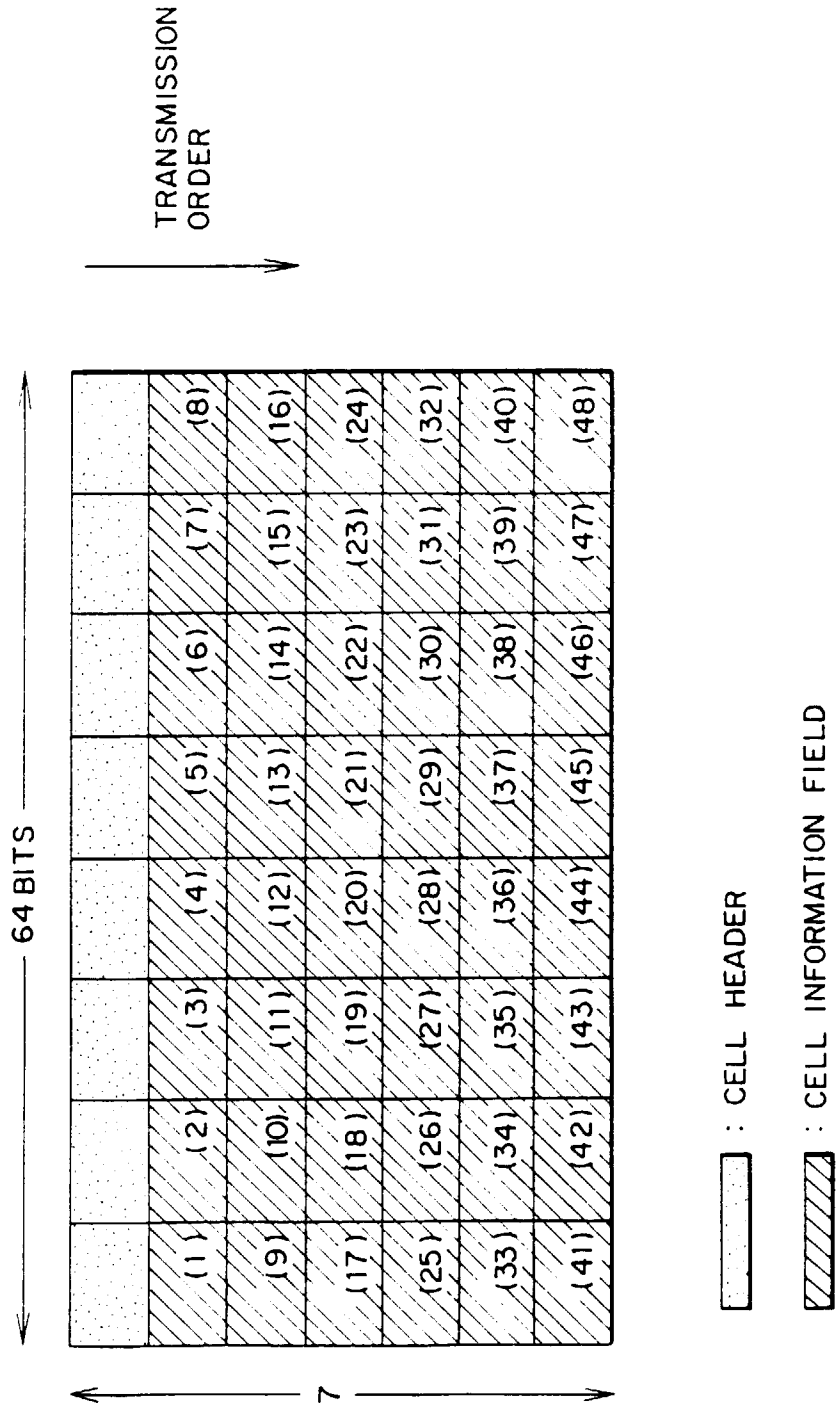 64 BITS
TRANSMISSION
ORDER
(1) (2) (3) (4) (5) (6) (7) (8)
(9) (10) (11) (12) (13) (14) (15) (16)
(17) (18) (19) (20) (21) (22) (23) (24)
(25) (26) (27) (28) (29) (30) (31) (32)
(33) (34) (35) (36) (37) (38) (39) (40)
(41) (42) (43) (44) (45) (46) (47) (48)
7
: CELL HEADER
: CELL INFORMATION FIELD